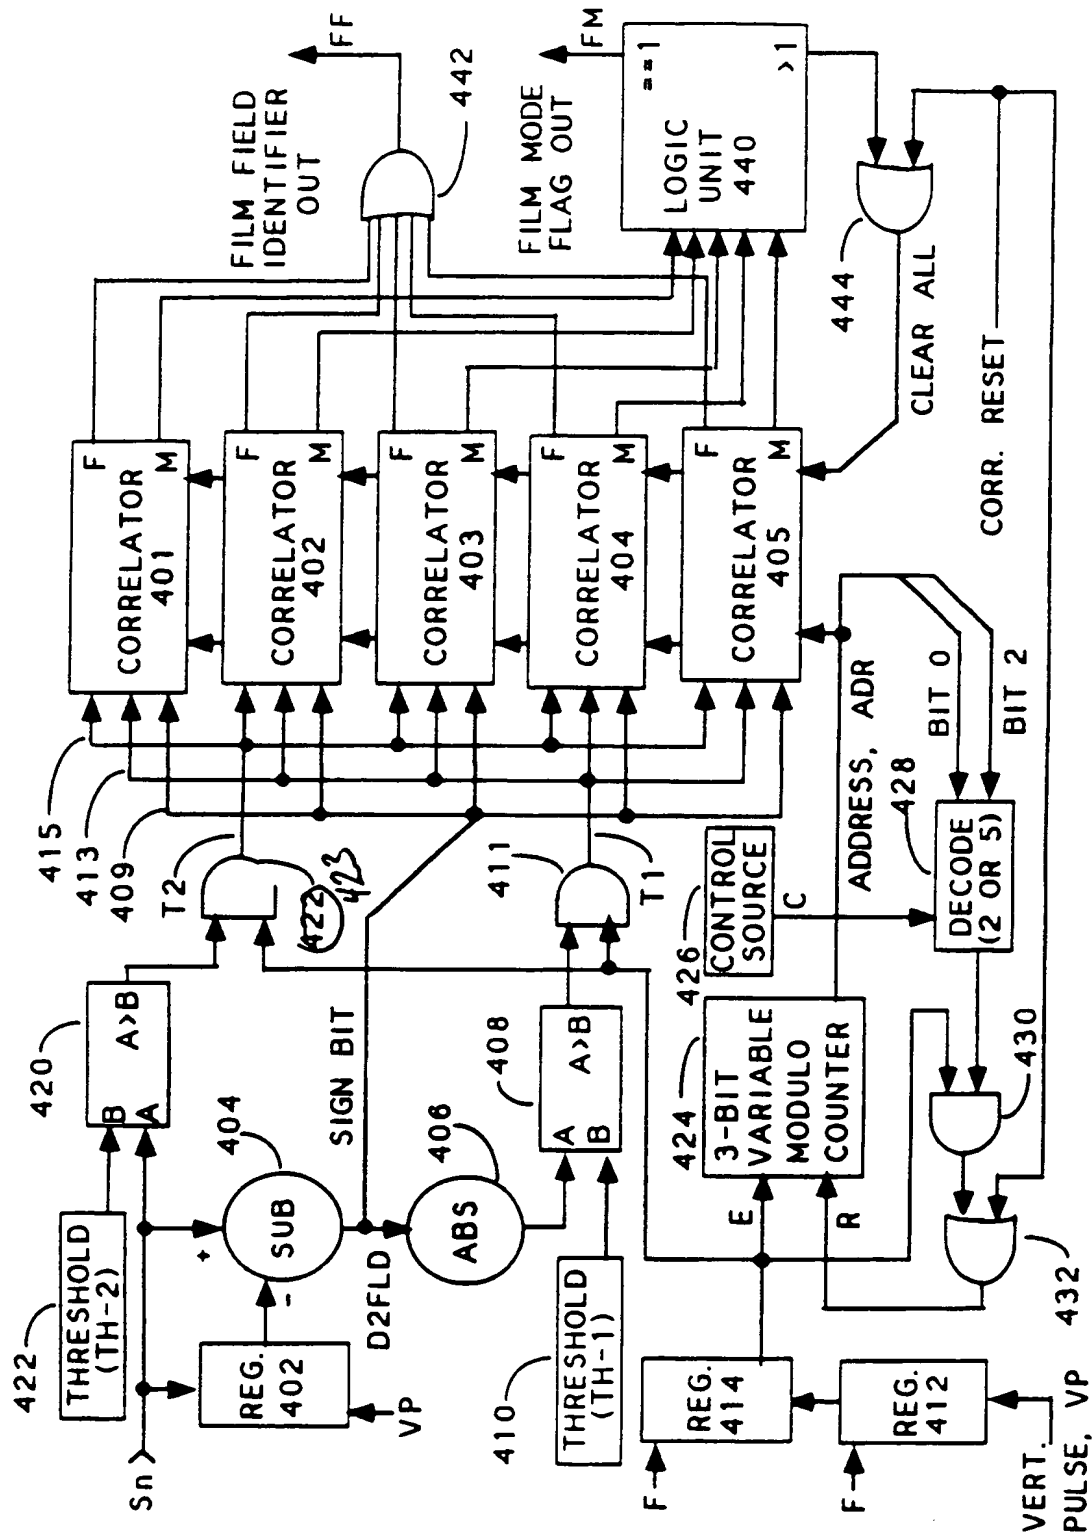 FILM FIELD
IDENTIFIER
OUT
FF
442
FILM MODE
FLAG OUT
FM
==1
LOGIC
UNIT
440
>1
444
CLEAR ALL
CORR. RESET
F
CORRELATOR
401
M
F
CORRELATOR
402
M
F
CORRELATOR
403
M
F
CORRELATOR
404
M
F
CORRELATOR
405
M
415
413
409
T2
422
423
411
T1
426
CONTROL
SOURCE
C
ADDRESS, ADR
BIT 0
BIT 2
428
DECODE
(2 OR 5)
420
B
A
A>B
404
SUB
+
-
SIGN BIT
406
ABS
D2FLD
408
A
B
A>B
424
3-BIT
VARIABLE
MODULO
COUNTER
E
R
430
432
422
THRESHOLD
(TH-2)
Sn
REG.
402
VP
410
THRESHOLD
(TH-1)
F
REG.
414
F
REG.
412
VERT.
PULSE, VP